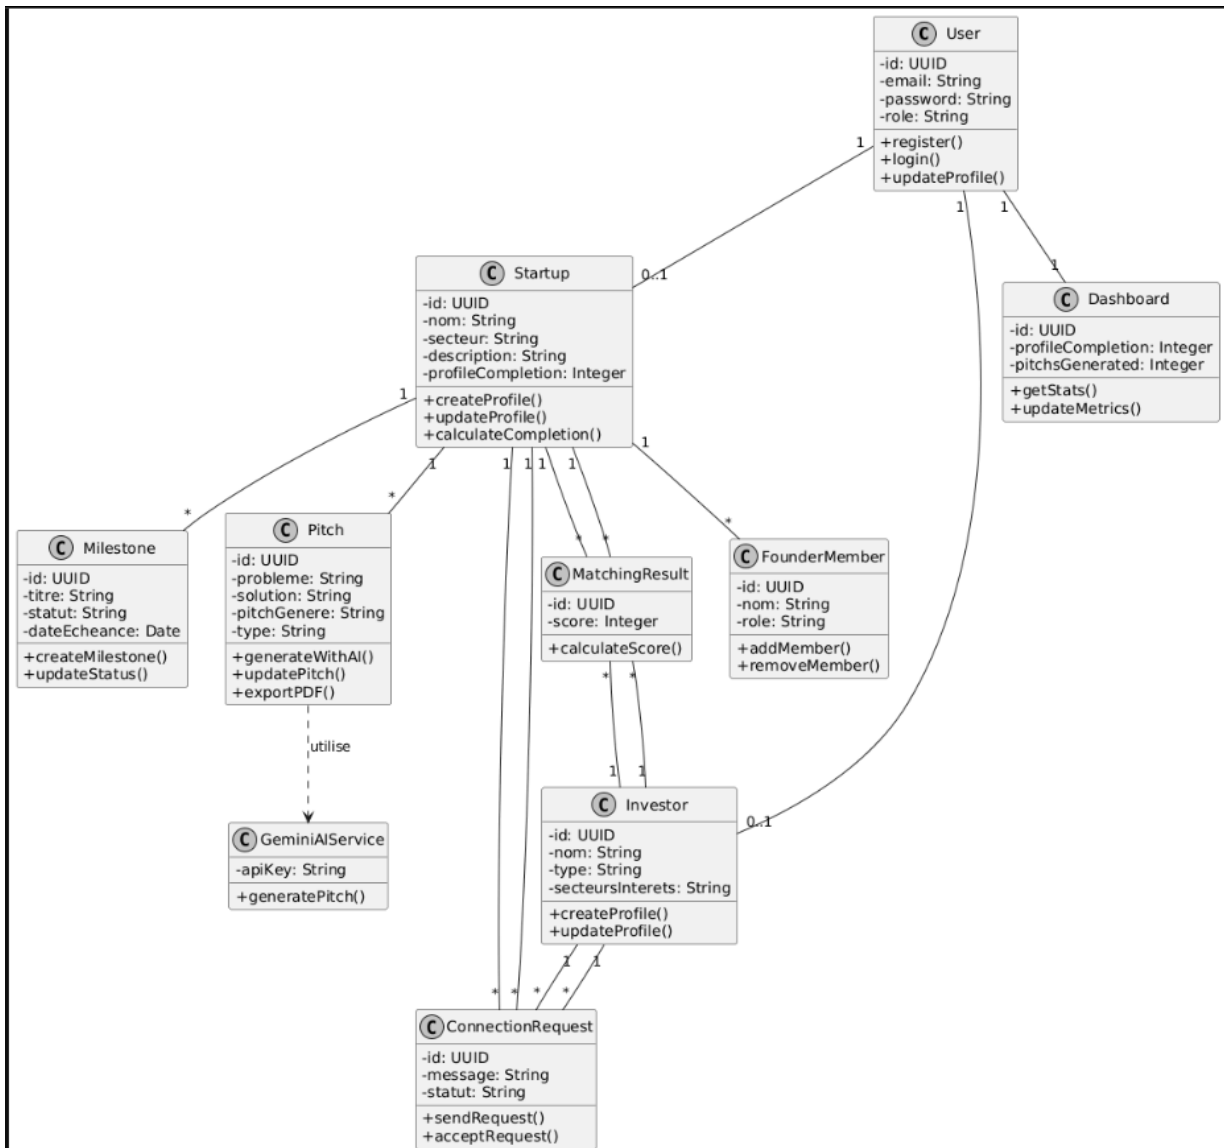 C User
-id: UUID
-email: String
-password: String
-role: String
+register()
+login()
+updateProfile()
1
1
1
0..1
1
C Startup
-id: UUID
-nom: String
-secteur: String
-description: String
-profileCompletion: Integer
+createProfile()
+updateProfile()
+calculateCompletion()
C Dashboard
-id: UUID
-profileCompletion: Integer
-pitchsGenerated: Integer
+getStats()
+updateMetrics()
1
1
1
1
1
1
1
*
*
*
*
*
C Milestone
-id: UUID
-titre: String
-statut: String
-dateEcheance: Date
+createMilestone()
+updateStatus()
C Pitch
-id: UUID
-probleme: String
-solution: String
-pitchGenere: String
-type: String
+generateWithAI()
+updatePitch()
+exportPDF()
C MatchingResult
-id: UUID
-score: Integer
+calculateScore()
C FounderMember
-id: UUID
-nom: String
-role: String
+addMember()
+removeMember()
*
*
utilise
1
1
0..1
C GeminiAIService
-apiKey: String
+generatePitch()
C Investor
-id: UUID
-nom: String
-type: String
-secteursInterets: String
+createProfile()
+updateProfile()
1
1
*
*
*
*
C ConnectionRequest
-id: UUID
-message: String
-statut: String
+sendRequest()
+acceptRequest()